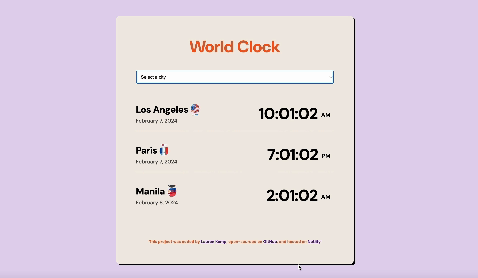 World Clock
Select a city
Los Angeles
10:01:02 AM
February 7, 2024
Paris
7:01:02 PM
February 7, 2024
Manila
2:01:02 AM
February 8, 2024
This project was coded by Lauren Kemp, open-sourced on GitHub, and hosted on Netlify